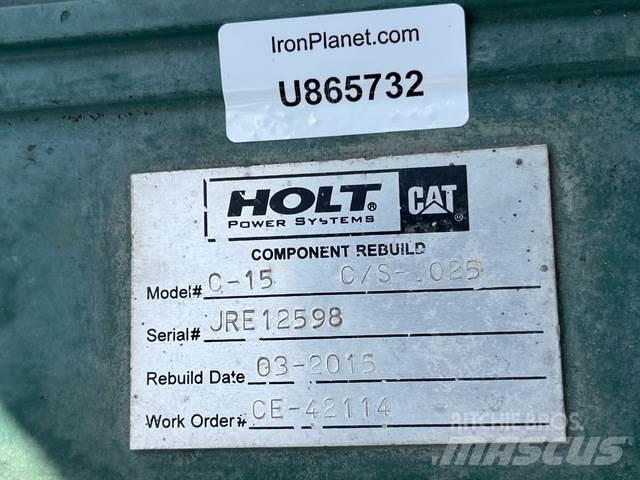 IronPlanet.com
U865732
HOLT® CAT®
POWER SYSTEMS
COMPONENT REBUILD
Model# C-15 C/S-.025
Serial# JRE12598
Rebuild Date 03-2015
Work Order# CE-42114
RITCHIE BROS.
MASCUS